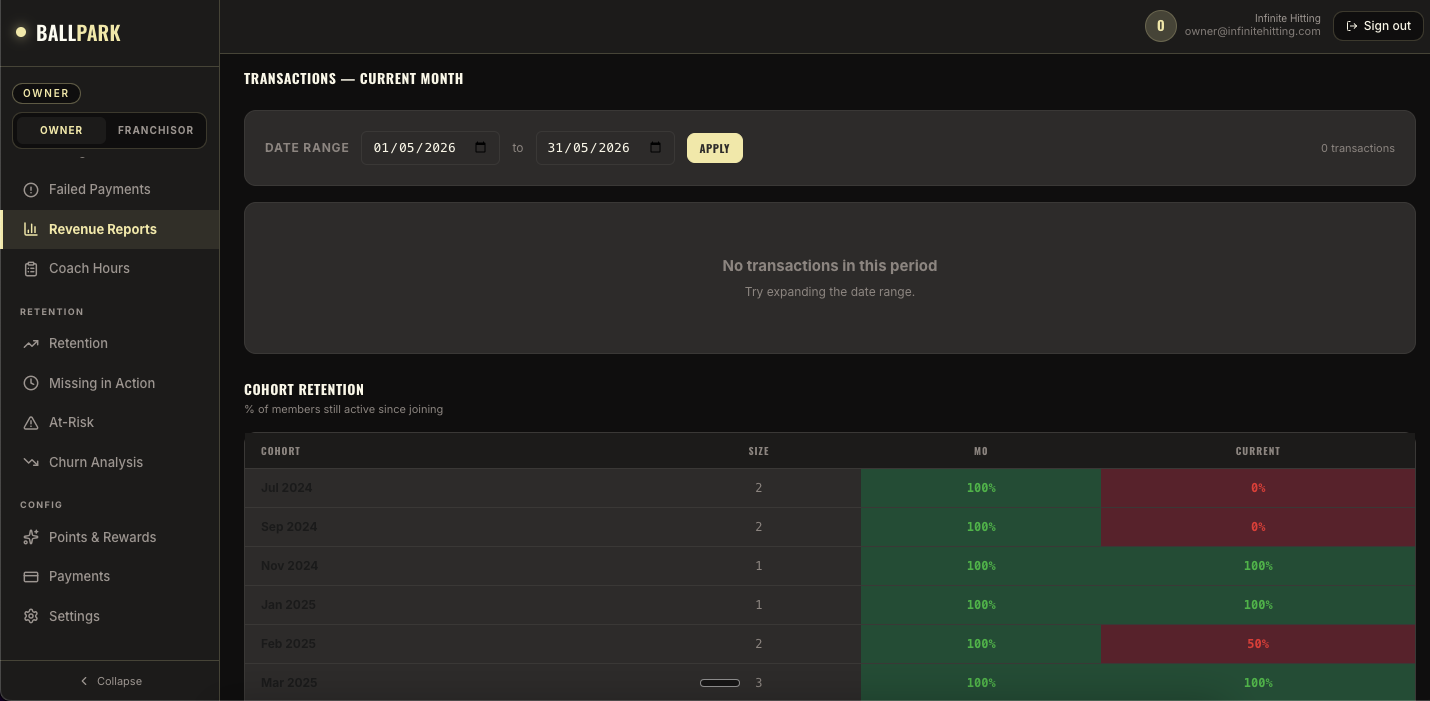 BALLPARK
0
Infinite Hitting
owner@infinitehitting.com
Sign out
OWNER
OWNER FRANCHISOR
Failed Payments
Revenue Reports
Coach Hours
RETENTION
Retention
Missing in Action
At-Risk
Churn Analysis
CONFIG
Points & Rewards
Payments
Settings
Collapse
TRANSACTIONS — CURRENT MONTH
DATE RANGE 01/05/2026 to 31/05/2026 APPLY 0 transactions
No transactions in this period
Try expanding the date range.
COHORT RETENTION
% of members still active since joining
COHORT SIZE M0 CURRENT
Jul 2024 2 100% 0%
Sep 2024 2 100% 0%
Nov 2024 1 100% 100%
Jan 2025 1 100% 100%
Feb 2025 2 100% 50%
Mar 2025 3 100% 100%